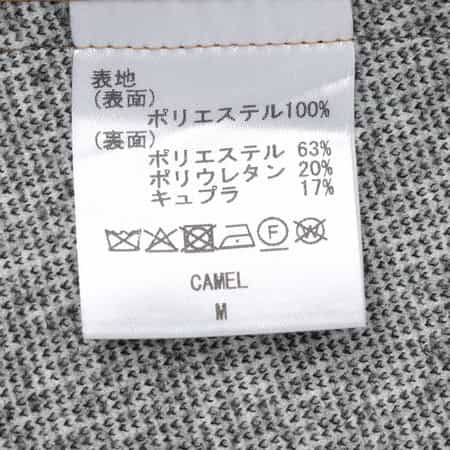 表地
(表面)
ポリエステル100%
(裏面)
ポリエステル 63%
ポリウレタン 20%
キュプラ 17%
F W
CAMEL
M